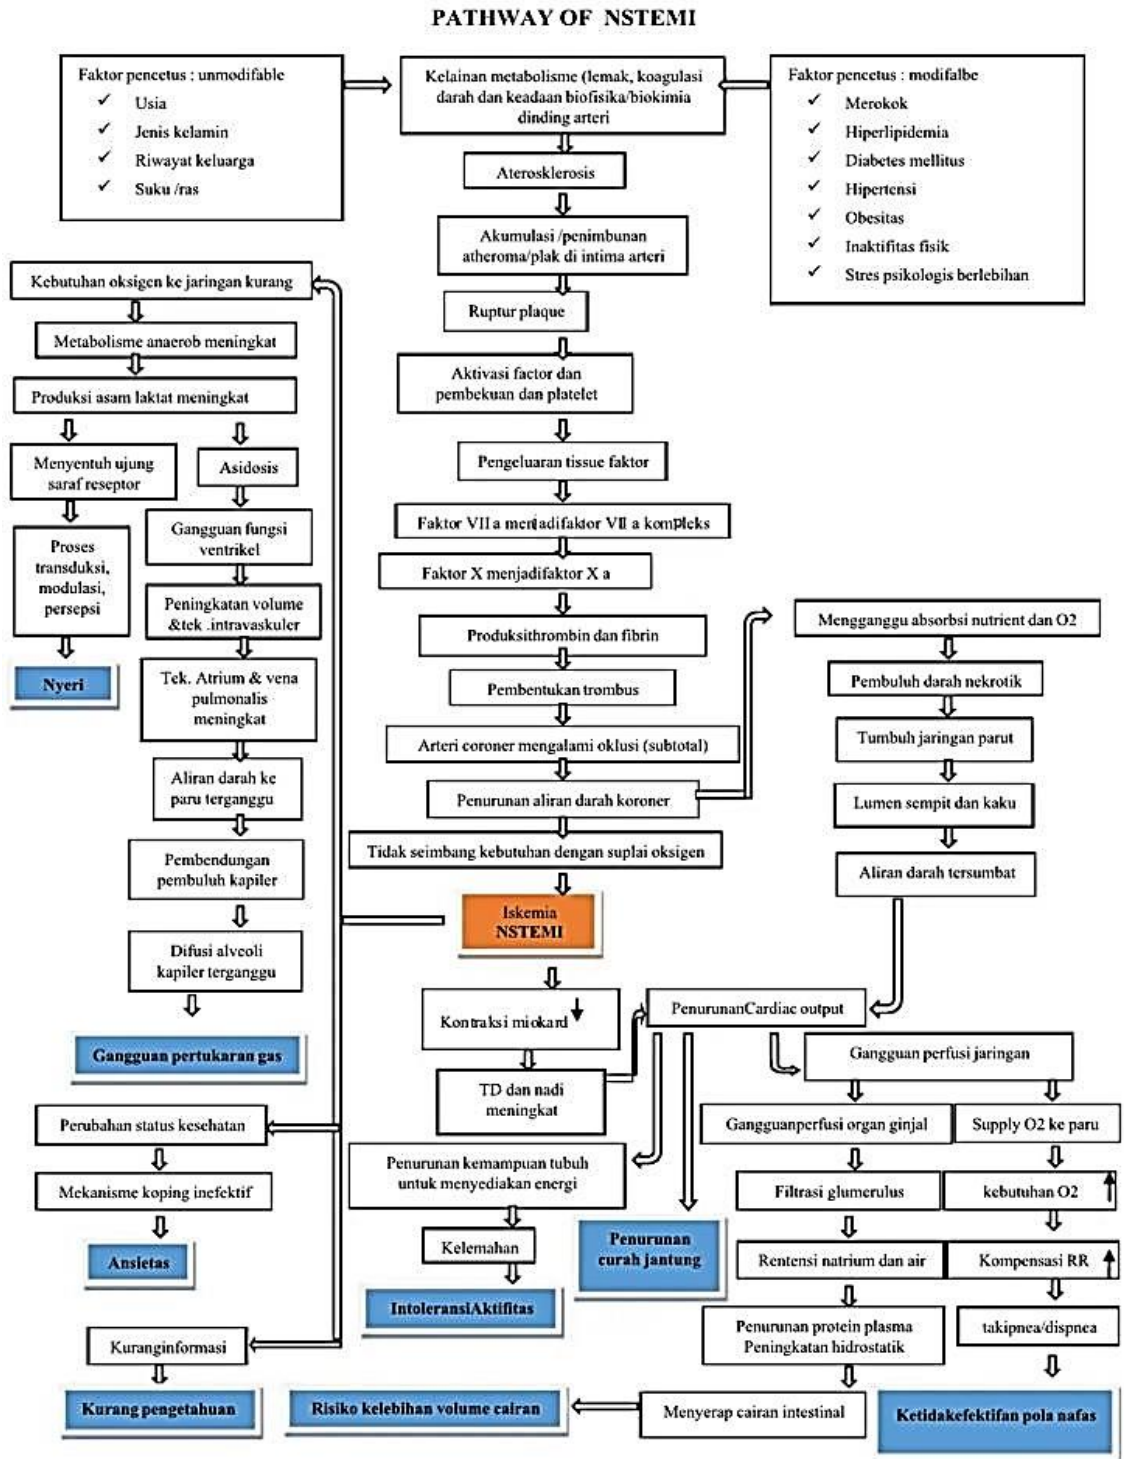 PATHWAY OF NSTEMI
Faktor pencetus : unmodifable
✓ Usia
✓ Jenis kelamin
✓ Riwayat keluarga
✓ Suku /ras
Kelainan metabolisme (lemak, koagulasi
darah dan keadaan biofisika/biokimia
dinding arteri
Faktor pencetus : modifalbe
✓ Merokok
✓ Hiperlipidemia
✓ Diabetes mellitus
✓ Hipertensi
✓ Obesitas
✓ Inaktifitas fisik
✓ Stres psikologis berlebihan
Aterosklerosis
Akumulasi /penimbunan
atheroma/plak di intima arteri
Ruptur plaque
Aktivasi factor dan
pembekuan dan platelet
Pengeluaran tissue faktor
Faktor VII a menjadifaktor VII a kompleks
Faktor X menjadifaktor X a
Produksithrombin dan fibrin
Pembentukan trombus
Arteri coroner mengalami oklusi (subtotal)
Penurunan aliran darah koroner
Tidak seimbang kebutuhan dengan suplai oksigen
Iskemia
NSTEMI
Kebutuhan oksigen ke jaringan kurang
Metabolisme anaerob meningkat
Produksi asam laktat meningkat
Menyentuh ujung
saraf reseptor
Proses
transduksi,
modulasi,
persepsi
Nyeri
Asidosis
Gangguan fungsi
ventrikel
Peningkatan volume
&tek .intravaskuler
Tek. Atrium & vena
pulmonalis
meningkat
Aliran darah ke
paru terganggu
Pembendungan
pembuluh kapiler
Difusi alveoli
kapiler terganggu
Gangguan pertukaran gas
Perubahan status kesehatan
Mekanisme koping inefektif
Ansietas
Kuranginformasi
Kurang pengetahuan
Mengganggu absorbsi nutrient dan O2
Pembuluh darah nekrotik
Tumbuh jaringan parut
Lumen sempit dan kaku
Aliran darah tersumbat
Kontraksi miokard
TD dan nadi
meningkat
PenurunanCardiac output
Penurunan kemampuan tubuh
untuk menyediakan energi
Kelemahan
IntoleransiAktifitas
Penurunan
curah jantung
Gangguan perfusi jaringan
Gangguanperfusi organ ginjal
Filtrasi glumerulus
Rentensi natrium dan air
Penurunan protein plasma
Peningkatan hidrostatik
Menyerap cairan intestinal
Risiko kelebihan volume cairan
Supply O2 ke paru
kebutuhan O2
Kompensasi RR
takipnea/dispnea
Ketidakefektifan pola nafas